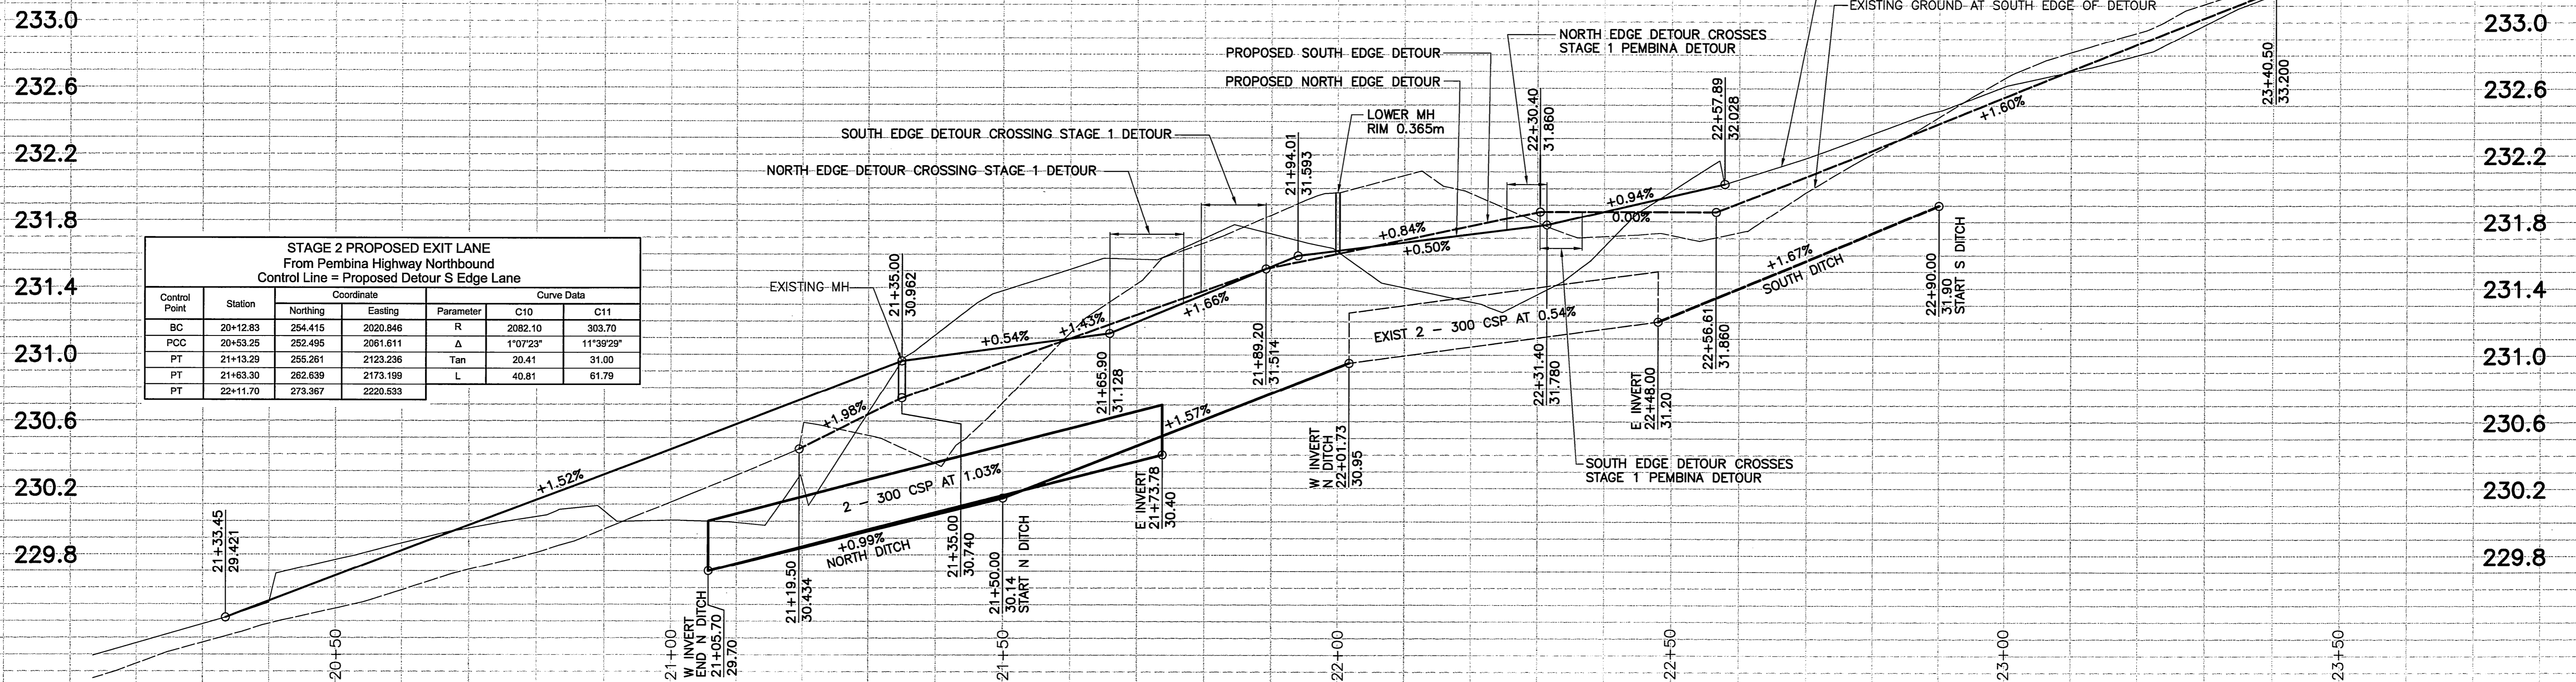 233.0
232.6
232.2
231.8
231.4
231.0
230.6
230.2
229.8
STAGE 2 PROPOSED EXIT LANE
From Pembina Highway Northbound
Control Line = Proposed Detour S Edge Lane
Control Point Station Coordinate Curve Data
Northing Easting Parameter C10 C11
BC 20+12.83 254.415 2020.846 R 2082.10 303.70
PCC 20+53.25 252.495 2061.611 Δ 1°07'23" 11°39'29"
PT 21+13.29 255.261 2123.236 Tan 20.41 31.00
PT 21+63.30 262.639 2173.199 L 40.81 61.79
PT 22+11.70 273.367 2220.533
EXISTING GROUND AT SOUTH EDGE OF DETOUR
NORTH EDGE DETOUR CROSSES
STAGE 1 PEMBINA DETOUR
PROPOSED SOUTH EDGE DETOUR
PROPOSED NORTH EDGE DETOUR
LOWER MH
RIM 0.365m
SOUTH EDGE DETOUR CROSSING STAGE 1 DETOUR
NORTH EDGE DETOUR CROSSING STAGE 1 DETOUR
EXISTING MH
21+33.45
29.421
+1.52%
+1.98%
21+35.00
30.962
+0.54%
+1.43%
+1.66%
21+94.01
31.593
+0.84%
+0.50%
22+30.40
31.860
+0.94%
0.00%
22+57.89
32.028
+1.60%
23+40.50
33.200
21+65.90
31.128
21+89.20
31.514
+1.57%
EXIST 2 - 300 CSP AT 0.54%
22+31.40
31.780
E INVERT
22+48.00
31.20
22+56.61
31.860
+1.67%
SOUTH DITCH
22+90.00
31.90
START S DITCH
2 - 300 CSP AT 1.03%
+0.99%
NORTH DITCH
W INVERT
END N DITCH
21+05.70
29.70
21+19.50
30.434
21+35.00
30.740
21+50.00
30.14
START N DITCH
E INVERT
21+73.78
30.40
W INVERT
N DITCH
22+01.73
30.95
SOUTH EDGE DETOUR CROSSES
STAGE 1 PEMBINA DETOUR
20+50
21+00
21+50
22+00
22+50
23+00
23+50
233.0
232.6
232.2
231.8
231.4
231.0
230.6
230.2
229.8